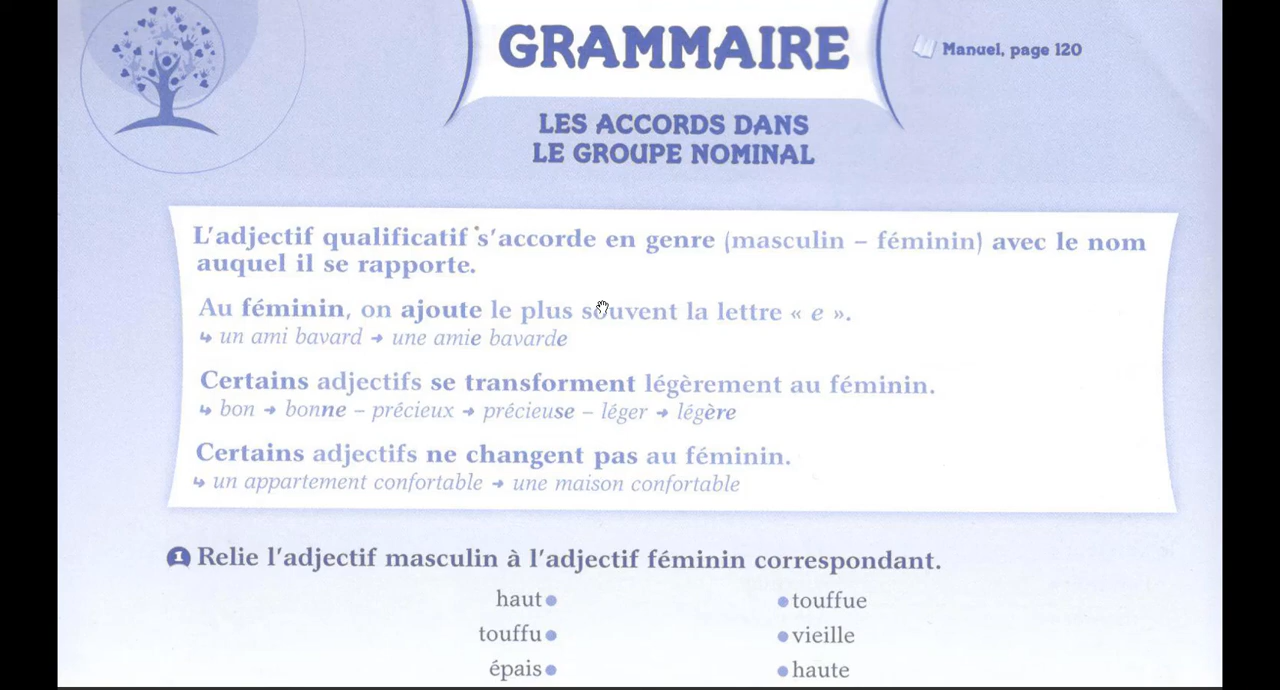 GRAMMAIRE
Manuel, page 120
LES ACCORDS DANS
LE GROUPE NOMINAL
L'adjectif qualificatif s'accorde en genre (masculin – féminin) avec le nom
auquel il se rapporte.
Au féminin, on ajoute le plus souvent la lettre « e ».
↳ un ami bavard → une amie bavarde
Certains adjectifs se transforment légèrement au féminin.
↳ bon → bonne – précieux → précieuse – léger → légère
Certains adjectifs ne changent pas au féminin.
↳ un appartement confortable → une maison confortable
1 Relie l'adjectif masculin à l'adjectif féminin correspondant.
haut • • touffue
touffu • • vieille
épais • • haute